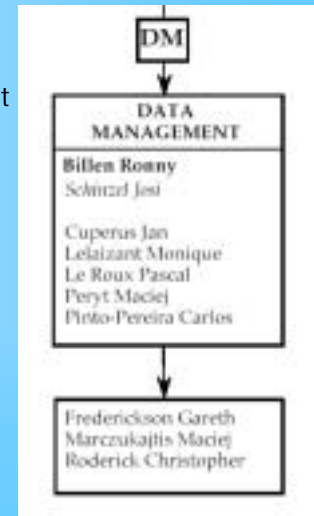 DM
t
DATA
MANAGEMENT
Billen Ronny
Schinzel Josi
Cuperus Jan
Lelaizant Monique
Le Roux Pascal
Peryt Maciej
Pinto-Pereira Carlos
Frederickson Gareth
Marczukajtis Maciej
Roderick Christopher